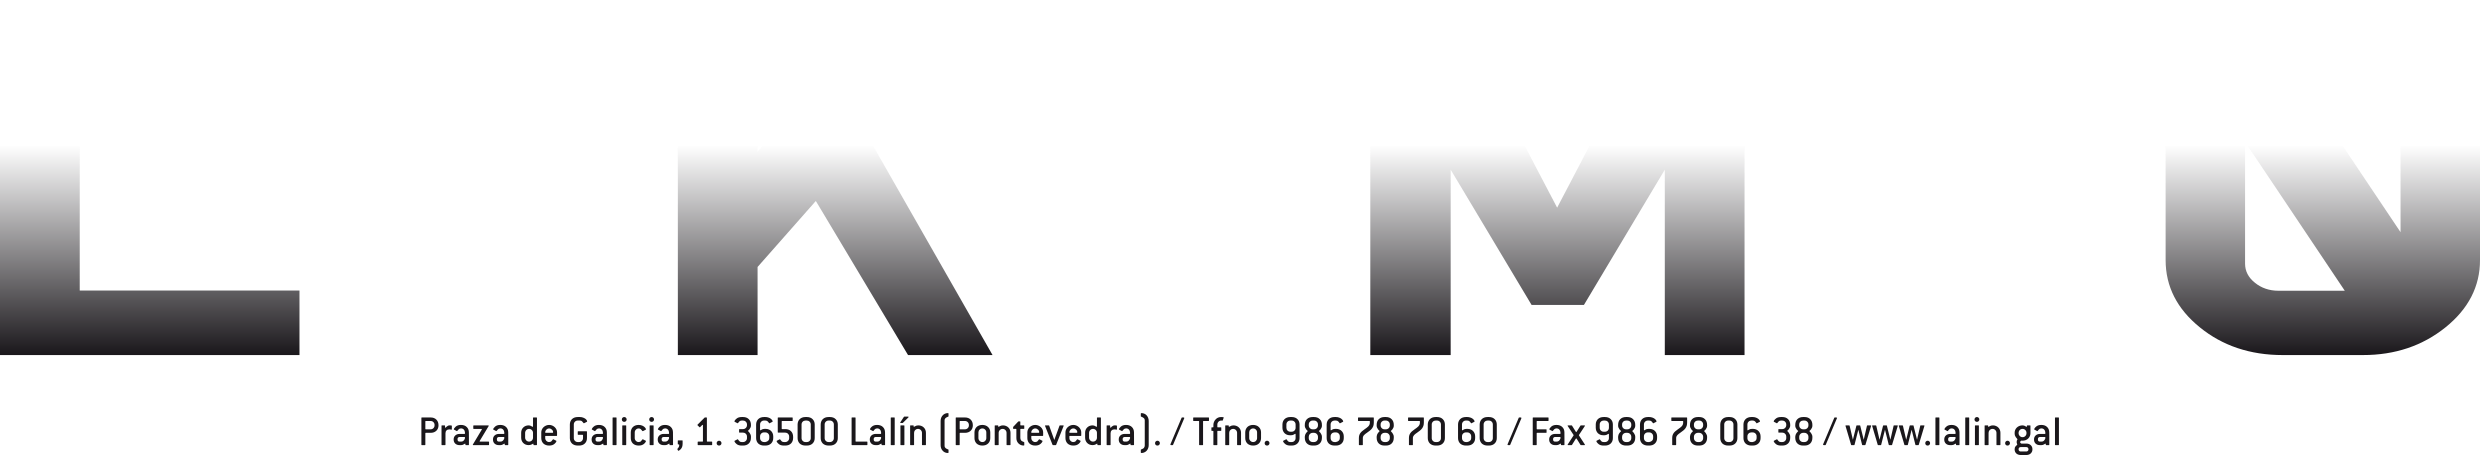 Praza de Galicia, 1. 36500 Lalín (Pontevedra). / Tfno. 986 78 70 60 / Fax 986 78 06 38 / www.lalin.gal